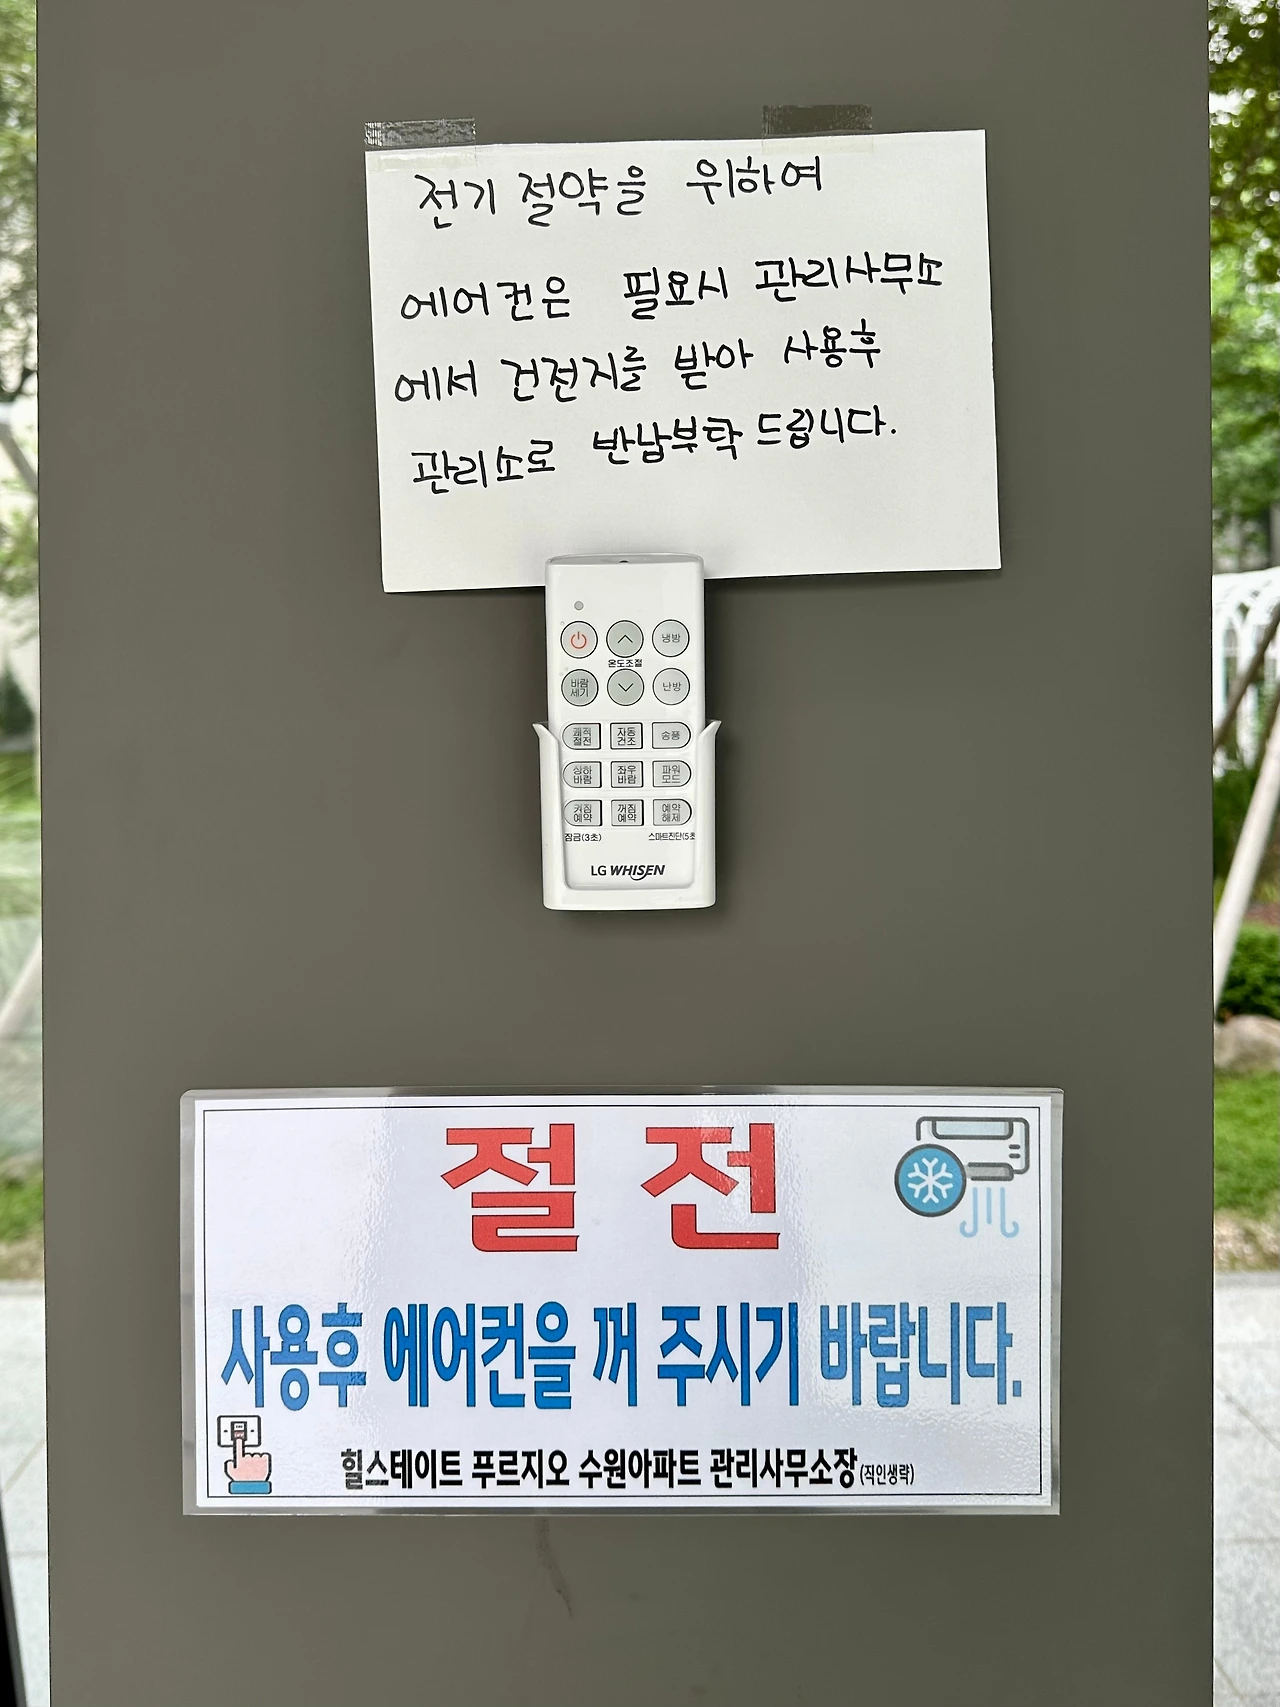 전기 절약을 위하여
에어컨은 필요시 관리사무소
에서 건전지를 받아 사용후
관리소로 반납부탁 드립니다.
냉방
온도조절
바람
세기
난방
쾌적
절전
자동
건조
송풍
상하
바람
좌우
바람
파워
모드
켜짐
예약
꺼짐
예약
예약
해제
잠금(3초)
스마트진단(5초
LG WHISEN
절 전
사용후 에어컨을 꺼 주시기 바랍니다.
힐스테이트 푸르지오 수원아파트 관리사무소장(직인생략)